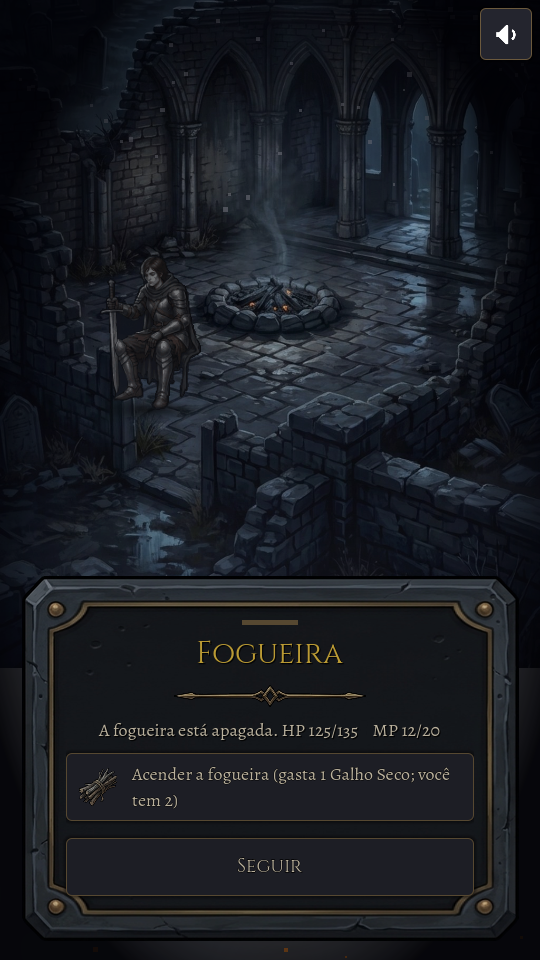 Fogueira
A fogueira está apagada. HP 125/135 MP 12/20
Acender a fogueira (gasta 1 Galho Seco; você
tem 2)
Seguir